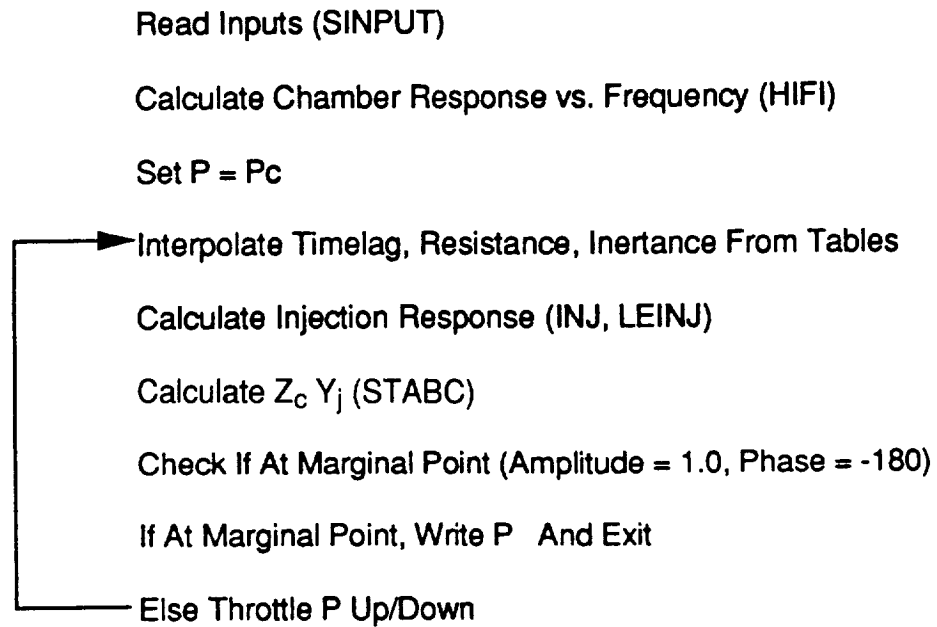 Read Inputs (SINPUT)
Calculate Chamber Response vs. Frequency (HIFI)
Set P = Pc
Interpolate Timelag, Resistance, Inertance From Tables
Calculate Injection Response (INJ, LEINJ)
Calculate Zc Yj (STABC)
Check If At Marginal Point (Amplitude = 1.0, Phase = -180)
If At Marginal Point, Write P And Exit
Else Throttle P Up/Down